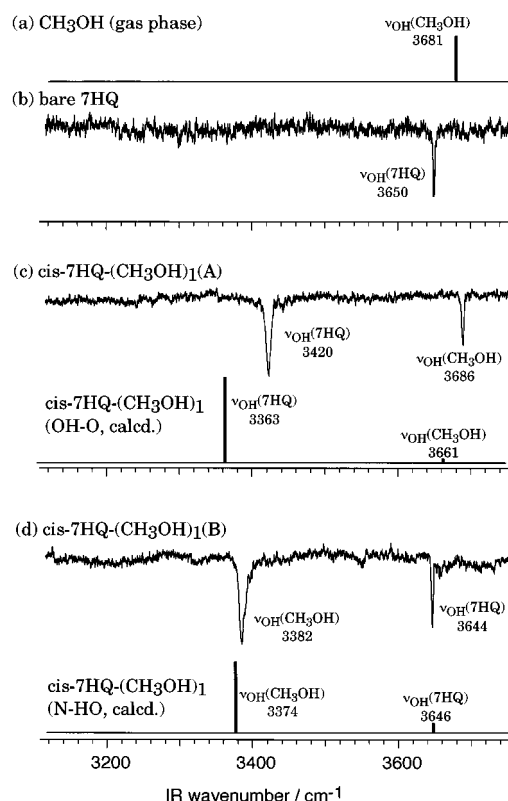 (a) CH3OH (gas phase)
νOH(CH3OH)
3681
(b) bare 7HQ
νOH(7HQ)
3650
(c) cis-7HQ-(CH3OH)1(A)
νOH(7HQ)
3420
νOH(CH3OH)
3686
cis-7HQ-(CH3OH)1
(OH-O, calcd.)
νOH(7HQ)
3363
νOH(CH3OH)
3661
(d) cis-7HQ-(CH3OH)1(B)
νOH(CH3OH)
3382
νOH(7HQ)
3644
cis-7HQ-(CH3OH)1
(N-HO, calcd.)
νOH(CH3OH)
3374
νOH(7HQ)
3646
3200 3400 3600
IR wavenumber / cm-1